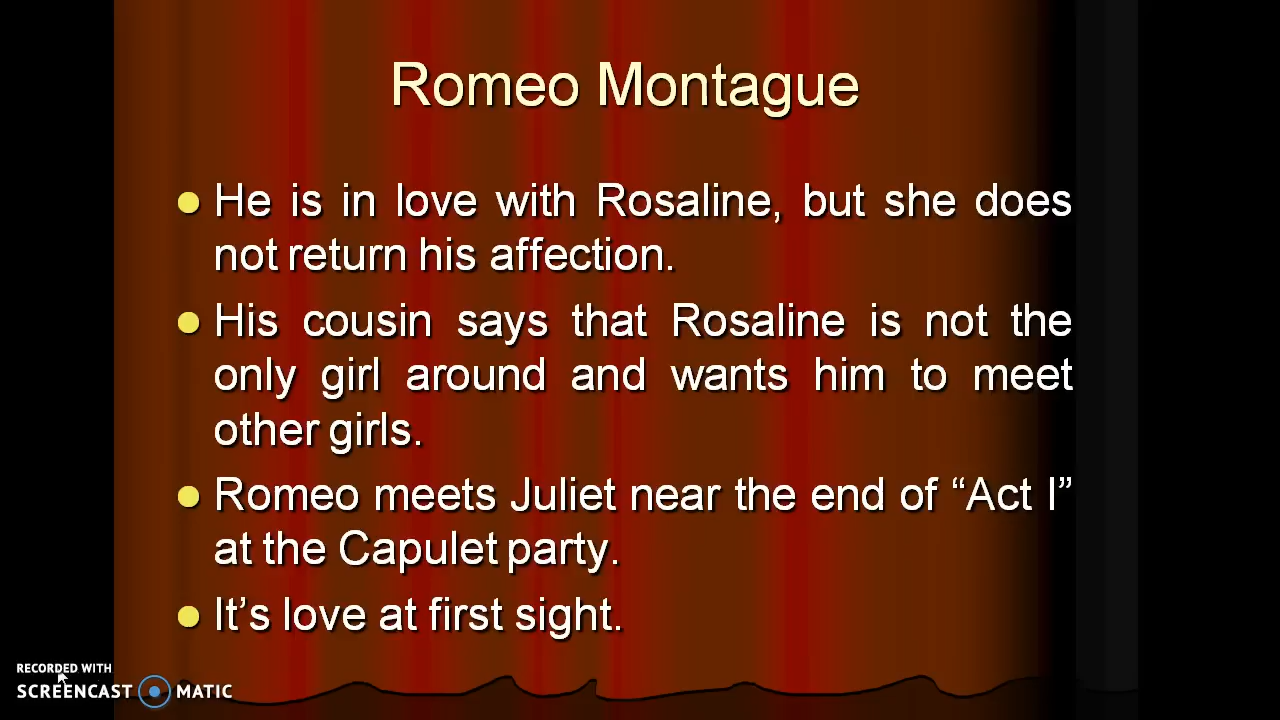 Romeo Montague
He is in love with Rosaline, but she does
not return his affection.
His cousin says that Rosaline is not the
only girl around and wants him to meet
other girls.
Romeo meets Juliet near the end of “Act I”
at the Capulet party.
It’s love at first sight.
RECORDED WITH
SCREENCAST MATIC